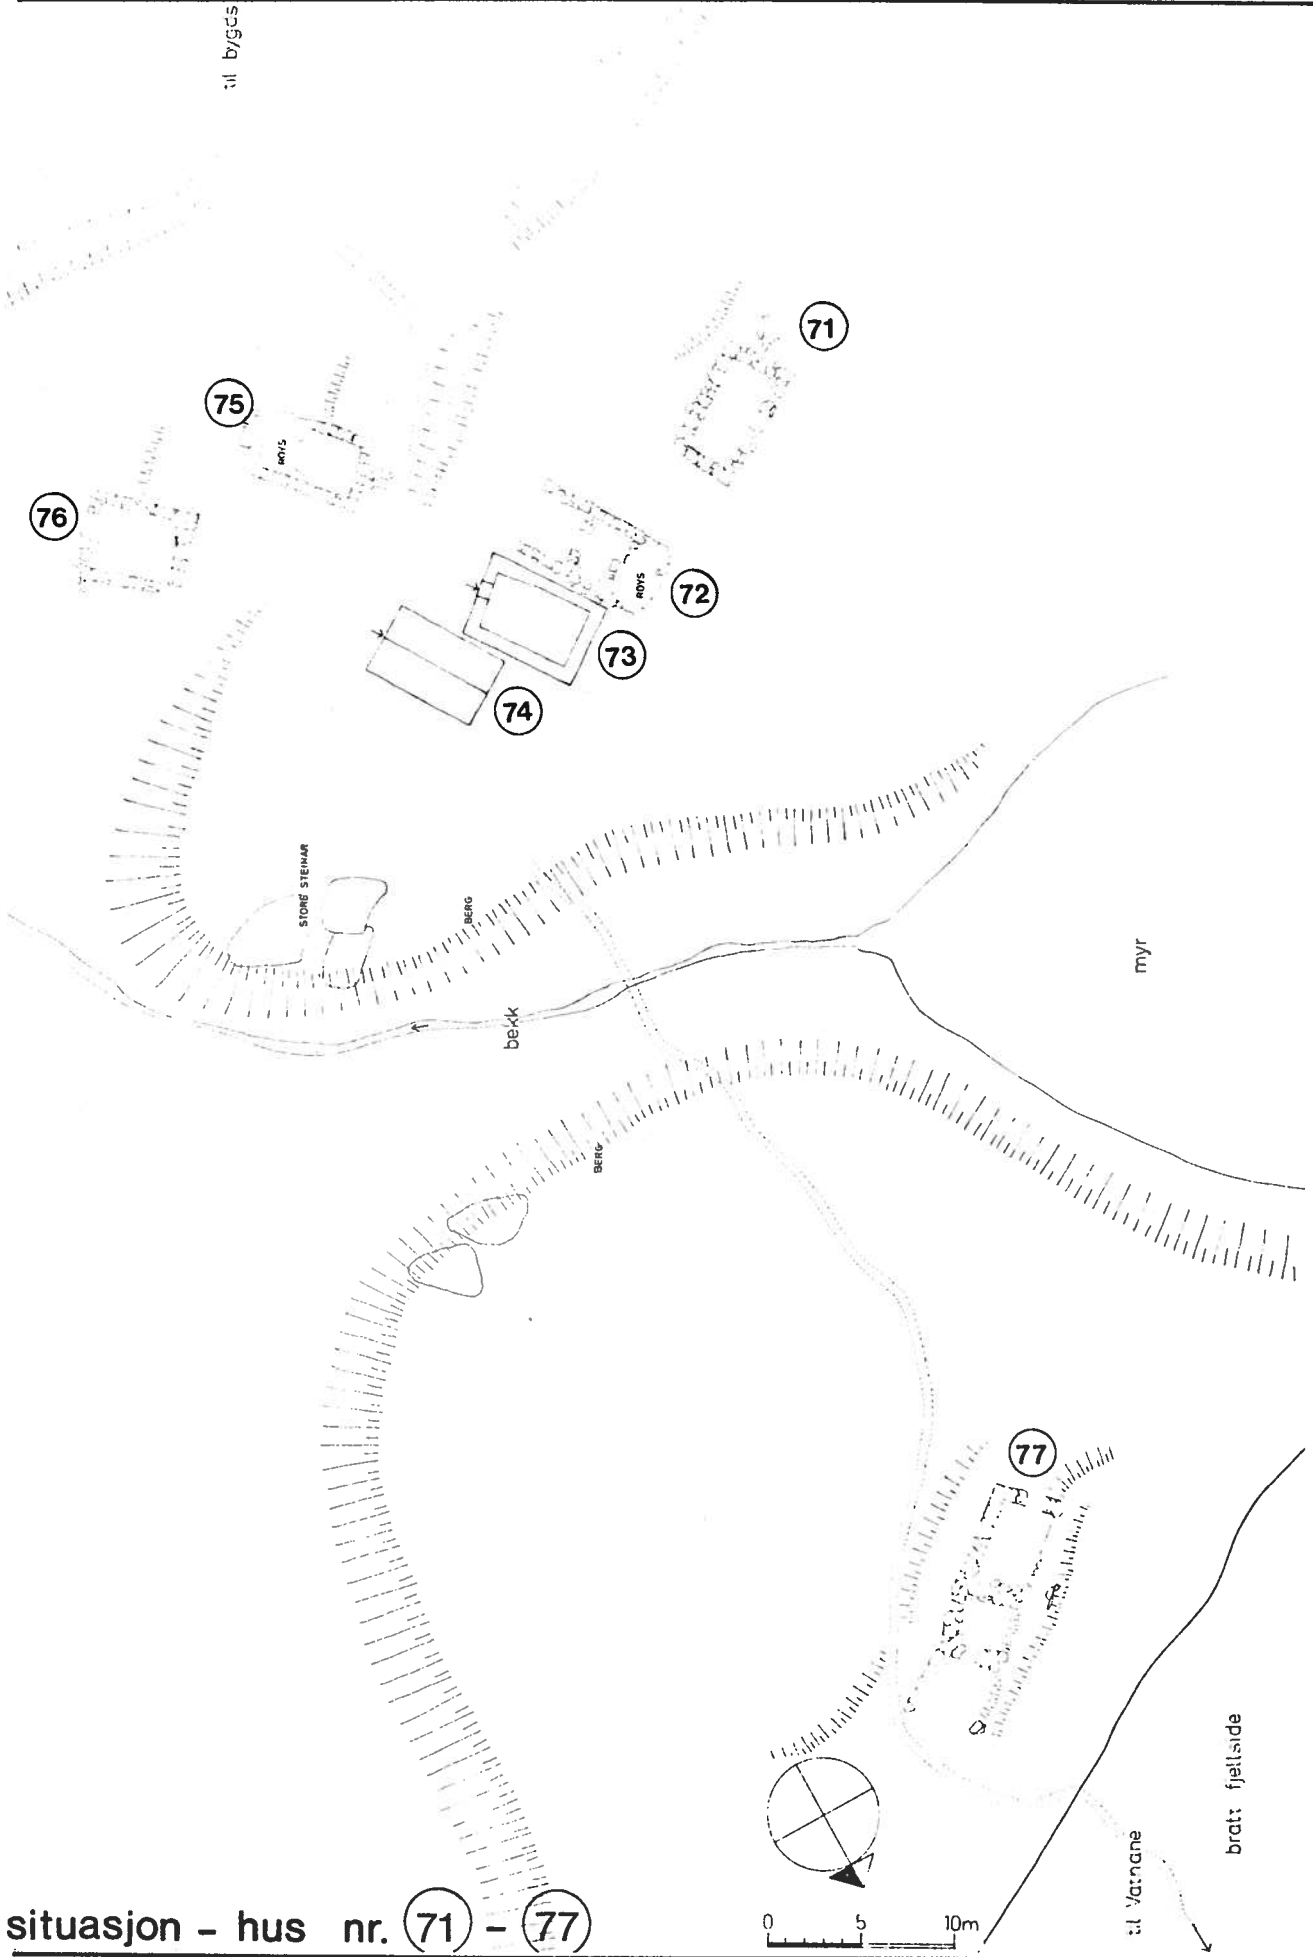 til bygds
71
75
RØYS
76
RØYS
72
73
74
STORE STEINAR
BERG
myr
bekk
BERG
77
bratt fjellside
til Vatnane
situasjon - hus nr. 71 - 77
0 5 10m